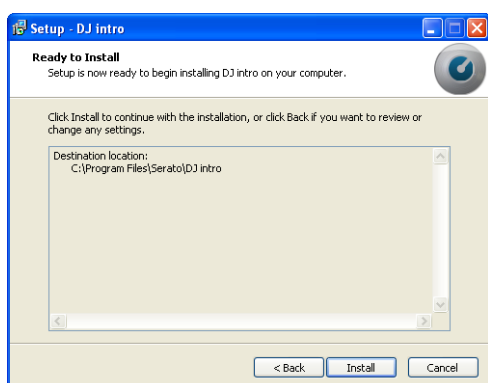 Setup - DJ intro
Ready to Install
Setup is now ready to begin installing DJ intro on your computer.
Click Install to continue with the installation, or click Back if you want to review or
change any settings.
Destination location:
C:\Program Files\Serato\DJ intro
< Back
Install
Cancel